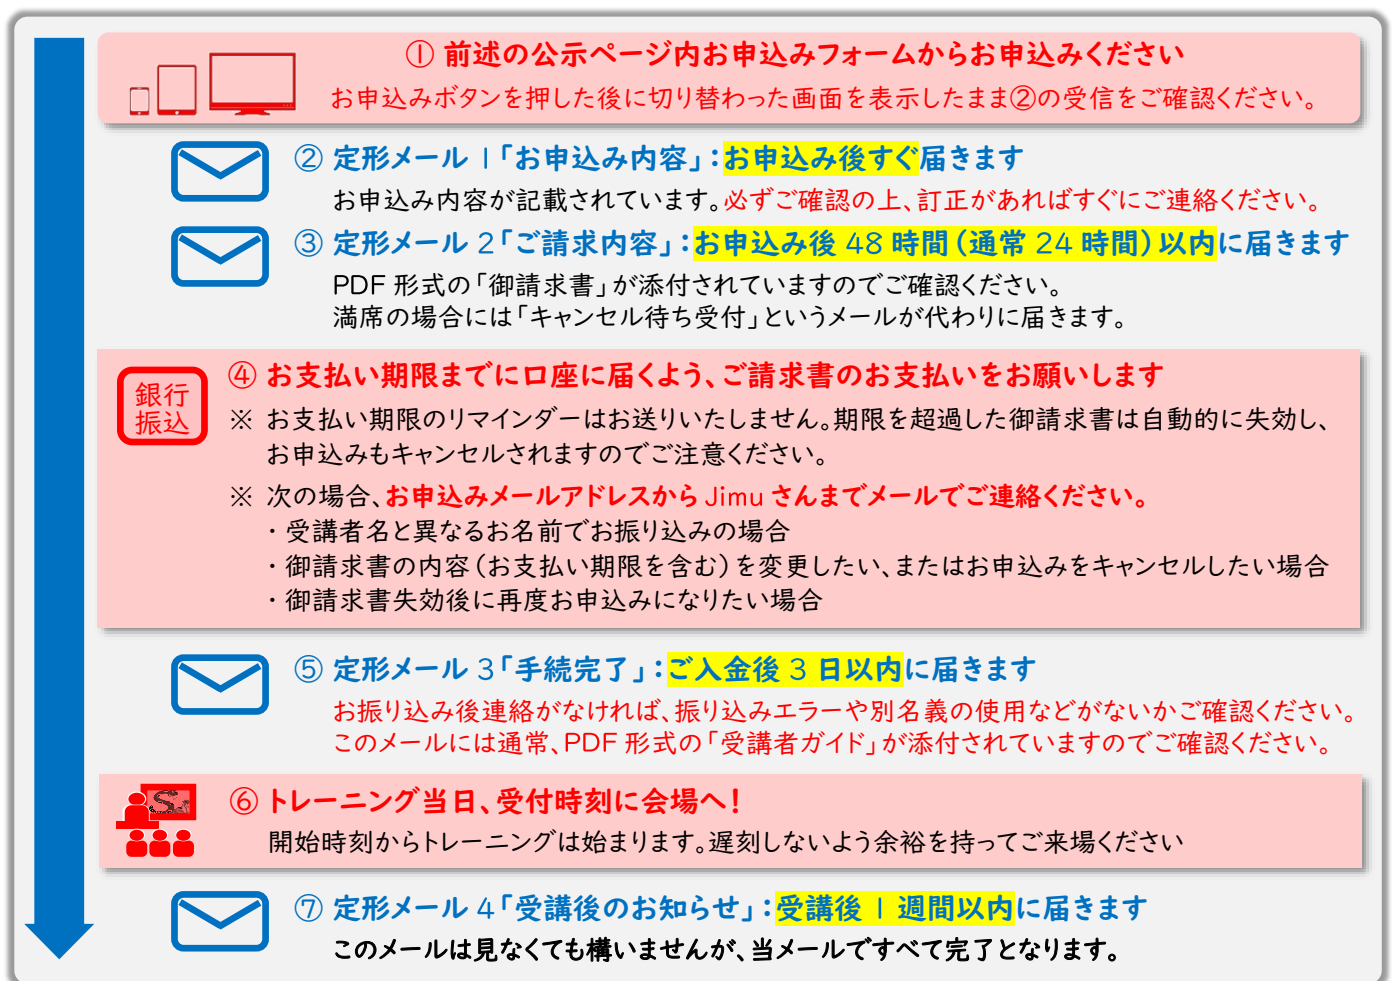 ① 前述の公示ページ内お申込みフォームからお申込みください
お申込みボタンを押した後に切り替わった画面を表示したまま②の受信をご確認ください。
② 定形メール 1「お申込み内容」：お申込み後すぐ届きます
お申込み内容が記載されています。必ずご確認の上、訂正があればすぐにご連絡ください。
③ 定形メール 2「ご請求内容」：お申込み後 48 時間（通常 24 時間）以内に届きます
PDF 形式の「御請求書」が添付されていますのでご確認ください。
満席の場合には「キャンセル待ち受付」というメールが代わりに届きます。
銀行
振込
④ お支払い期限までに口座に届くよう、ご請求書のお支払いをお願いします
※ お支払い期限のリマインダーはお送りいたしません。期限を超過した御請求書は自動的に失効し、
お申込みもキャンセルされますのでご注意ください。
※ 次の場合、お申込みメールアドレスから Jimu さんまでメールでご連絡ください。
・受講者名と異なるお名前でお振り込みの場合
・御請求書の内容（お支払い期限を含む）を変更したい、またはお申込みをキャンセルしたい場合
・御請求書失効後に再度お申込みになりたい場合
⑤ 定形メール 3「手続完了」：ご入金後 3 日以内に届きます
お振り込み後連絡がなければ、振り込みエラーや別名義の使用などがないかご確認ください。
このメールには通常、PDF 形式の「受講者ガイド」が添付されていますのでご確認ください。
⑥ トレーニング当日、受付時刻に会場へ！
開始時刻からトレーニングは始まります。遅刻しないよう余裕を持ってご来場ください
⑦ 定形メール 4「受講後のお知らせ」：受講後 1 週間以内に届きます
このメールは見なくても構いませんが、当メールですべて完了となります。